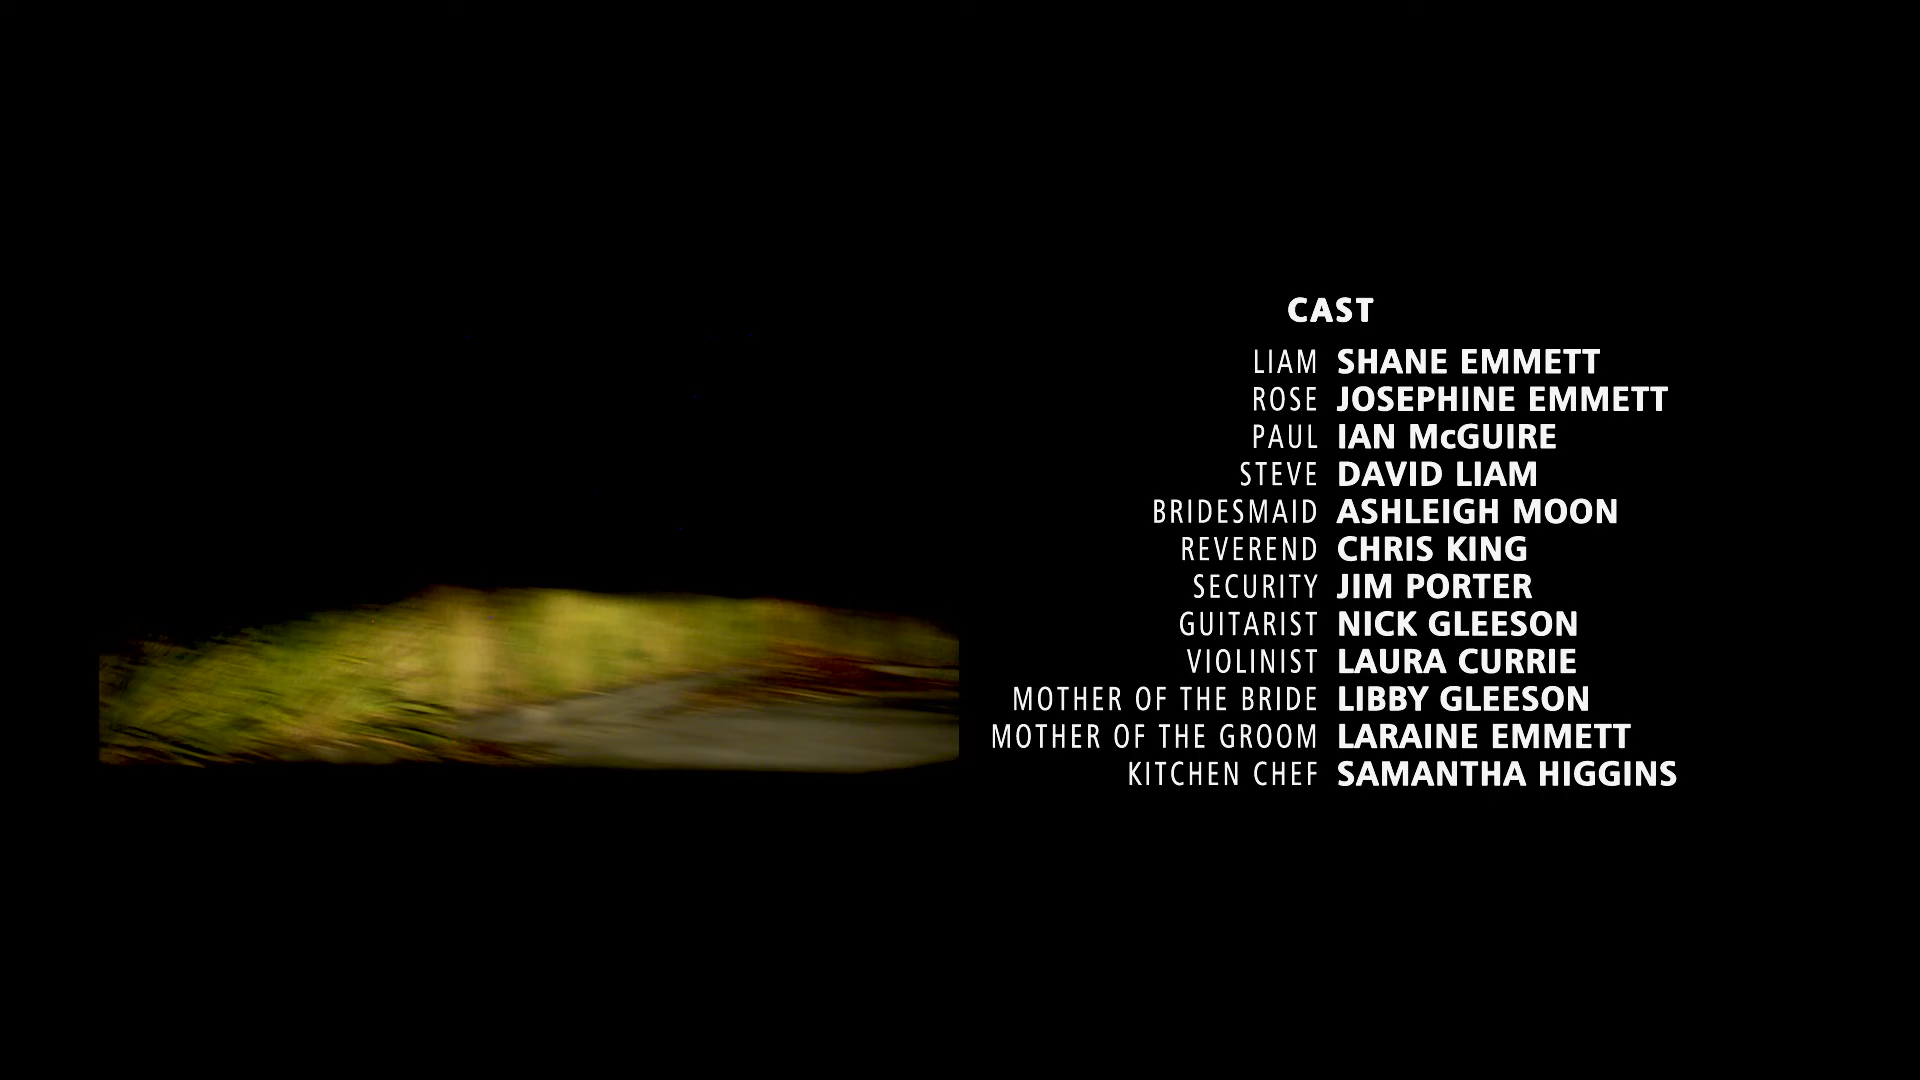 CAST
LIAM SHANE EMMETT
ROSE JOSEPHINE EMMETT
PAUL IAN McGUIRE
STEVE DAVID LIAM
BRIDESMAID ASHLEIGH MOON
REVEREND CHRIS KING
SECURITY JIM PORTER
GUITARIST NICK GLEESON
VIOLINIST LAURA CURRIE
MOTHER OF THE BRIDE LIBBY GLEESON
MOTHER OF THE GROOM LARAINE EMMETT
KITCHEN CHEF SAMANTHA HIGGINS